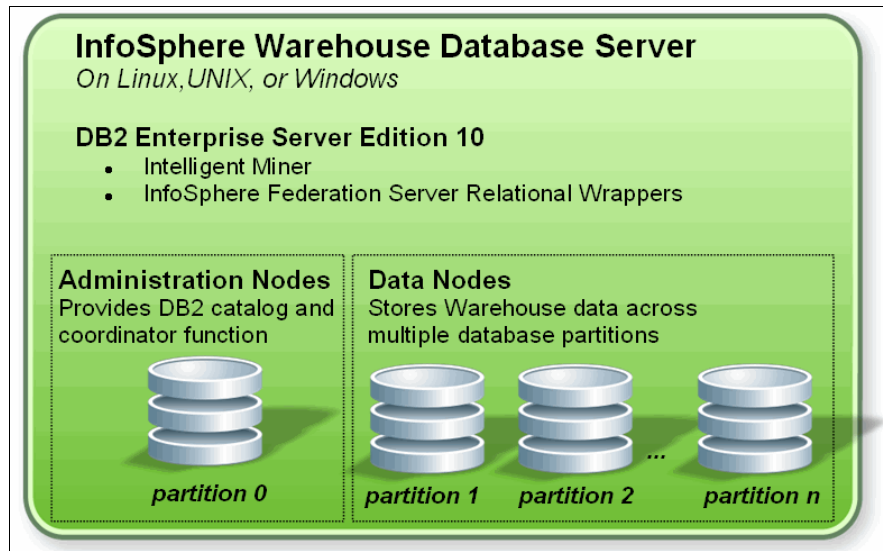 InfoSphere Warehouse Database Server
On Linux,UNIX, or Windows
DB2 Enterprise Server Edition 10
• Intelligent Miner
• InfoSphere Federation Server Relational Wrappers
Administration Nodes
Provides DB2 catalog and
coordinator function
partition 0
Data Nodes
Stores Warehouse data across
multiple database partitions
...
partition 1 partition 2 partition n